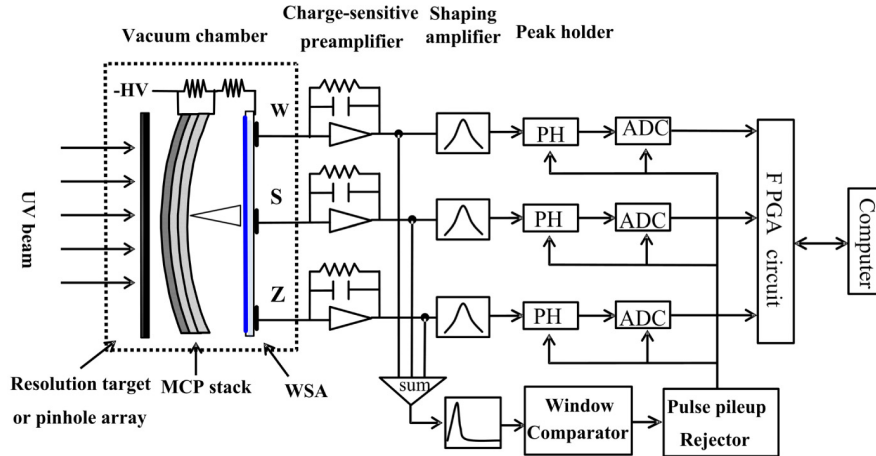 Vacuum chamber
Charge-sensitive
preamplifier
Shaping
amplifier
Peak holder
-HV
W
PH
ADC
S
PH
ADC
Z
PH
ADC
UV beam
FPGA circuit
Computer
Resolution target
or pinhole array
MCP stack
WSA
sum
Window
Comparator
Pulse pileup
Rejector